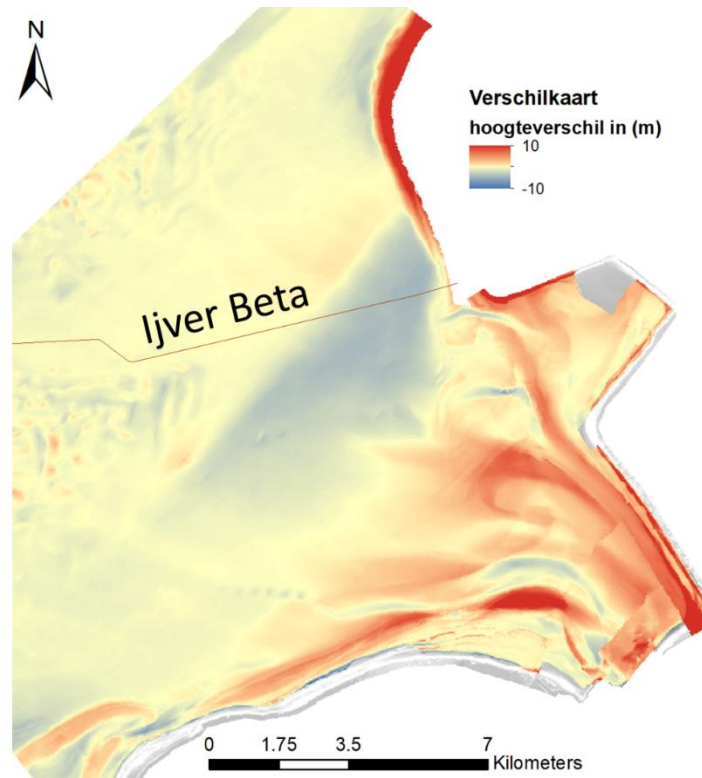 N
Verschilkaart
hoogteverschil in (m)
10
-10
Ijver Beta
0 1.75 3.5 7
Kilometers